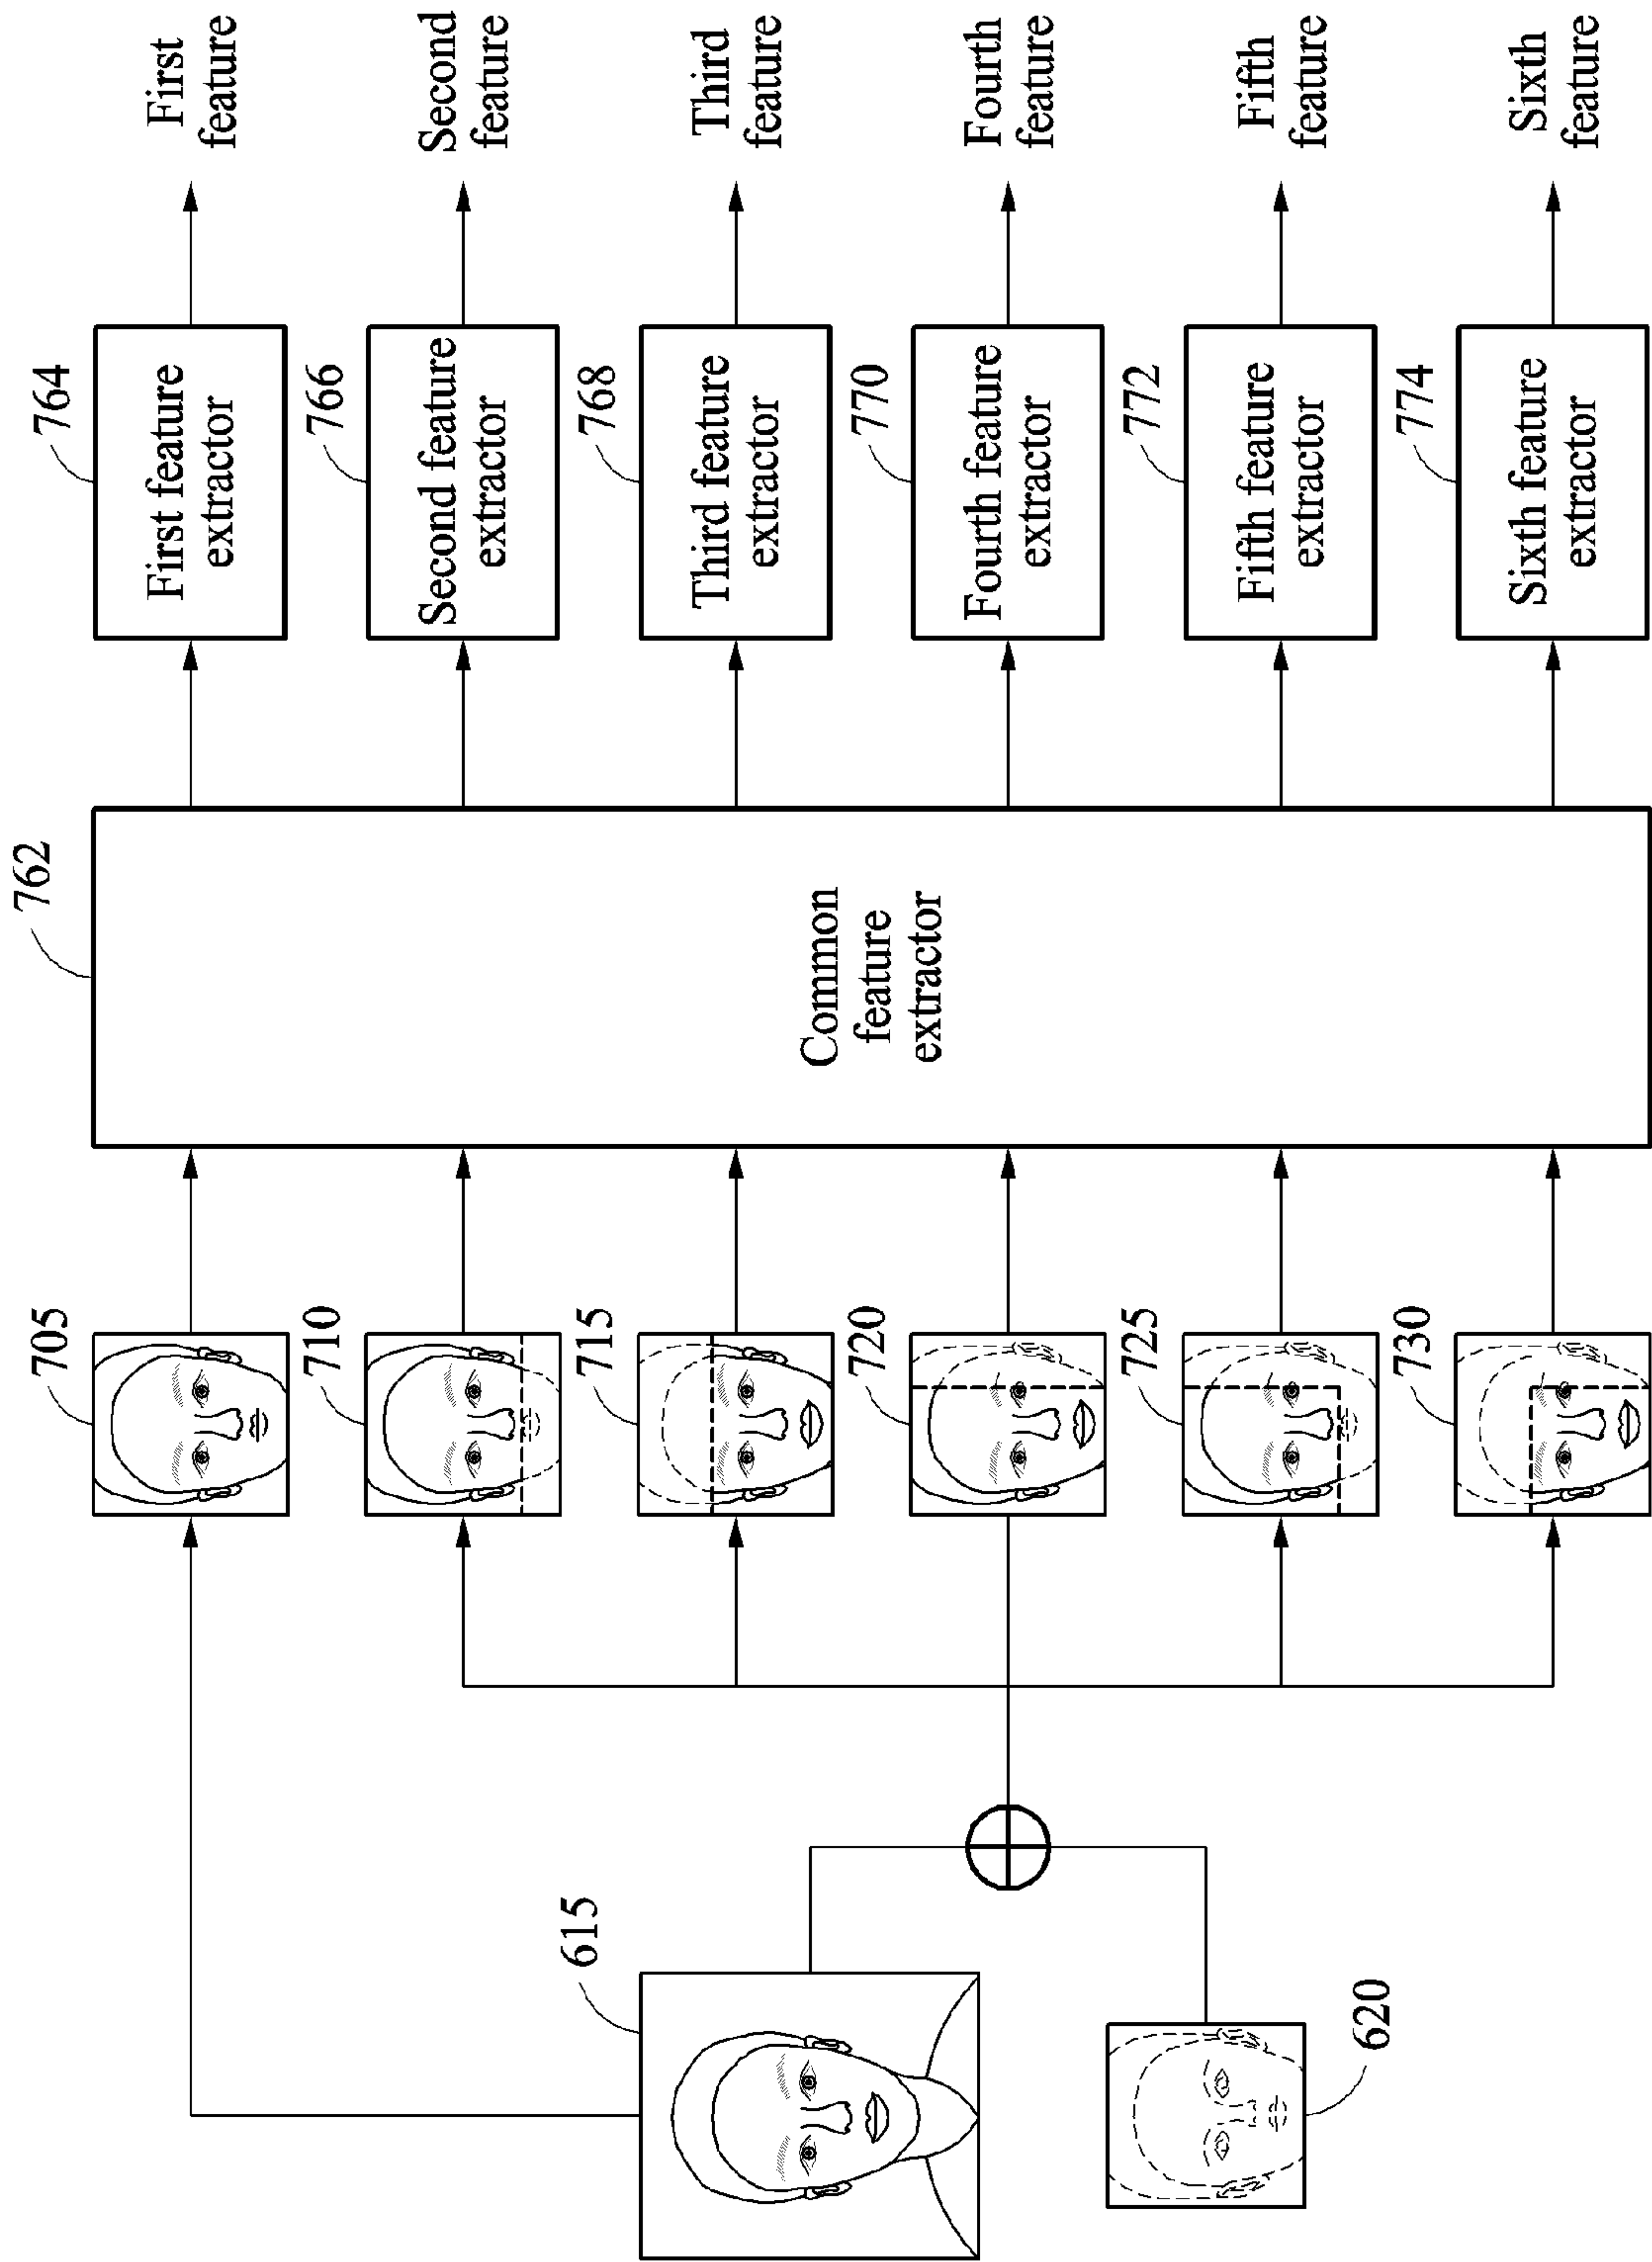 615
620
705
710
715
720
725
730
762
Common
feature
extractor
764
First feature
extractor
First
feature
766
Second feature
extractor
Second
feature
768
Third feature
extractor
Third
feature
770
Fourth feature
extractor
Fourth
feature
772
Fifth feature
extractor
Fifth
feature
774
Sixth feature
extractor
Sixth
feature